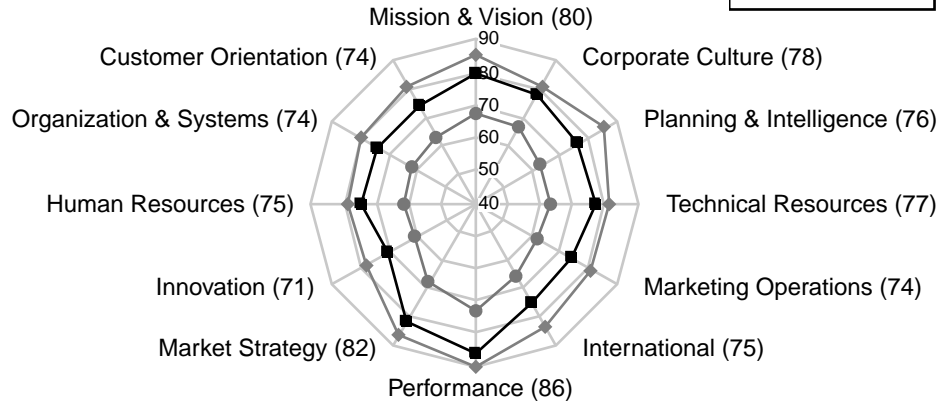 Mission & Vision (80)
90
Customer Orientation (74)
Corporate Culture (78)
80
70
Organization & Systems (74)
Planning & Intelligence (76)
60
50
Human Resources (75)
40
Technical Resources (77)
Innovation (71)
Marketing Operations (74)
Market Strategy (82)
International (75)
Performance (86)